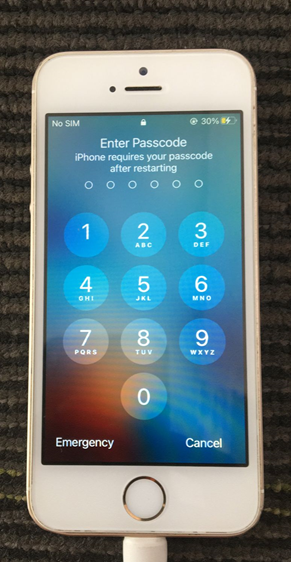 No SIM 30%
Enter Passcode
iPhone requires your passcode
after restarting
1 2 3
ABC DEF
4 5 6
GHI JKL MNO
7 8 9
PQRS TUV WXYZ
0
Emergency Cancel